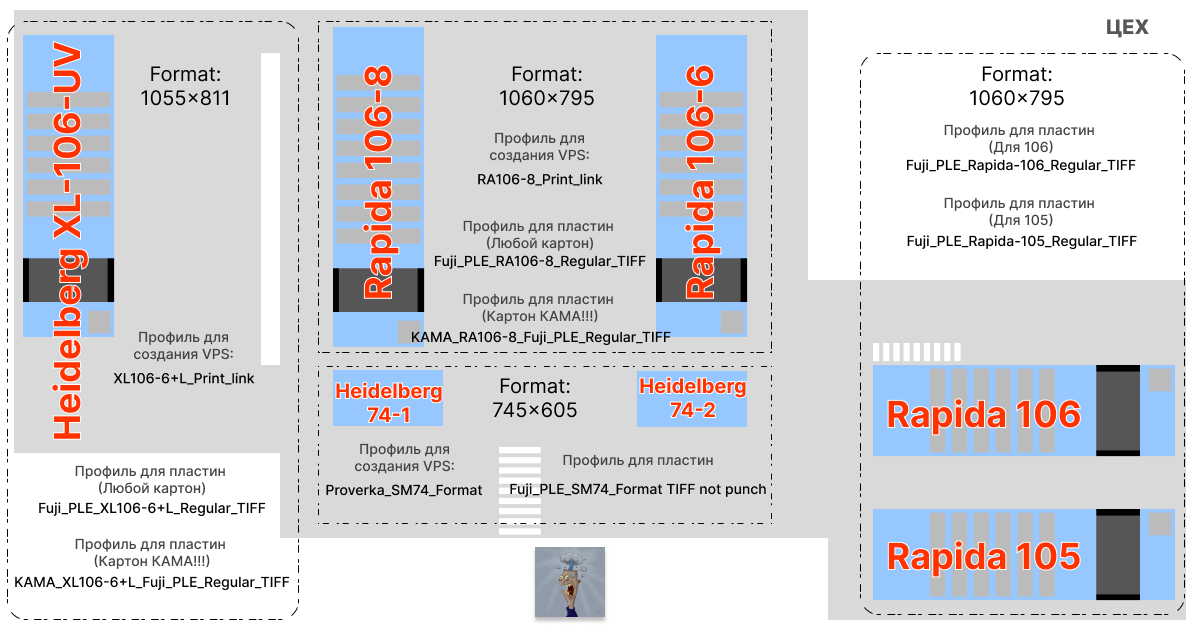 ЦЕХ
Heidelberg XL-106-UV
Format:
1055×811
Профиль для
создания VPS:
XL106-6+L_Print_link
Профиль для пластин
(Любой картон)
Fuji_PLE_XL106-6+L_Regular_TIFF
Профиль для пластин
(Картон КАМА!!!)
KAMA_XL106-6+L_Fuji_PLE_Regular_TIFF
Rapida 106-8
Format:
1060×795
Профиль для
создания VPS:
RA106-8_Print_link
Профиль для пластин
(Любой картон)
Fuji_PLE_RA106-8_Regular_TIFF
Профиль для пластин
(Картон КАМА!!!)
KAMA_RA106-8_Fuji_PLE_Regular_TIFF
Rapida 106-6
Heidelberg
74-1
Format:
745×605
Heidelberg
74-2
Профиль для
создания VPS:
Proverka_SM74_Format
Профиль для пластин
Fuji_PLE_SM74_Format TIFF not punch
Format:
1060×795
Профиль для пластин
(Для 106)
Fuji_PLE_Rapida-106_Regular_TIFF
Профиль для пластин
(Для 105)
Fuji_PLE_Rapida-105_Regular_TIFF
Rapida 106
Rapida 105